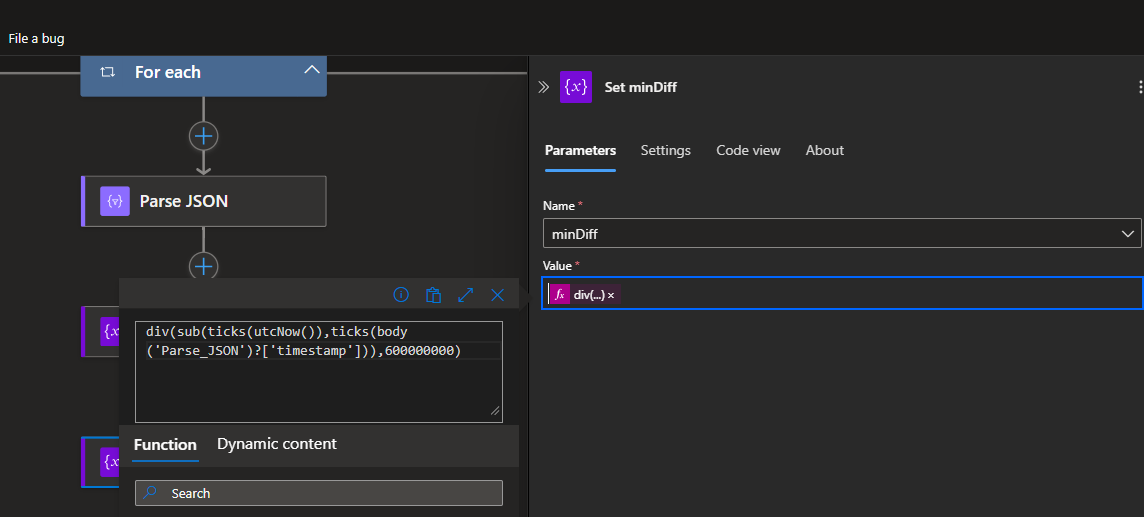 File a bug
For each
Parse JSON
{x}
Set minDiff
Parameters
Settings
Code view
About
Name *
minDiff
Value *
fx div(...) ×
div(sub(ticks(utcNow()),ticks(body
('Parse_JSON')?['timestamp'])),600000000)
Function
Dynamic content
Search